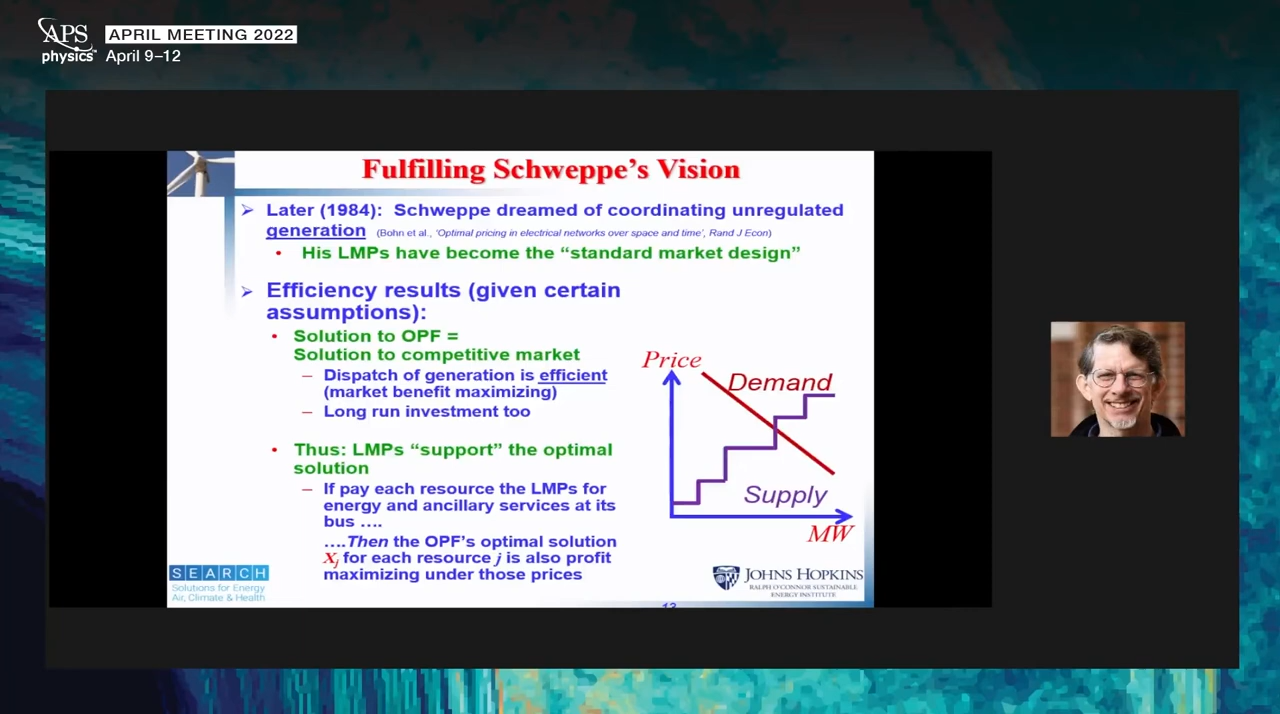 APS
physics™
APRIL MEETING 2022
April 9–12
Fulfilling Schweppe's Vision
Later (1984): Schweppe dreamed of coordinating unregulated
generation (Bohn et al., 'Optimal pricing in electrical networks over space and time', Rand J Econ)
• His LMPs have become the “standard market design”
Efficiency results (given certain
assumptions):
• Solution to OPF =
Solution to competitive market
– Dispatch of generation is efficient
(market benefit maximizing)
– Long run investment too
• Thus: LMPs “support” the optimal
solution
– If pay each resource the LMPs for
energy and ancillary services at its
bus ….
….Then the OPF's optimal solution
Xj for each resource j is also profit
maximizing under those prices
Price
Demand
Supply
MW
SEARCH
Solutions for Energy
Air, Climate & Health
JOHNS HOPKINS
RALPH O'CONNOR SUSTAINABLE
ENERGY INSTITUTE
13